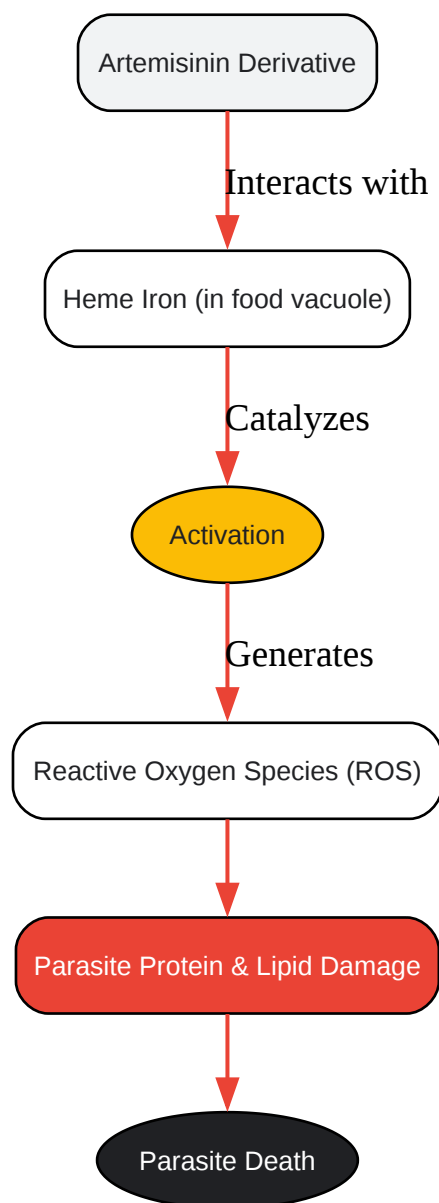 Artemisinin Derivative
Interacts with
Heme Iron (in food vacuole)
Catalyzes
Activation
Generates
Reactive Oxygen Species (ROS)
Parasite Protein & Lipid Damage
Parasite Death